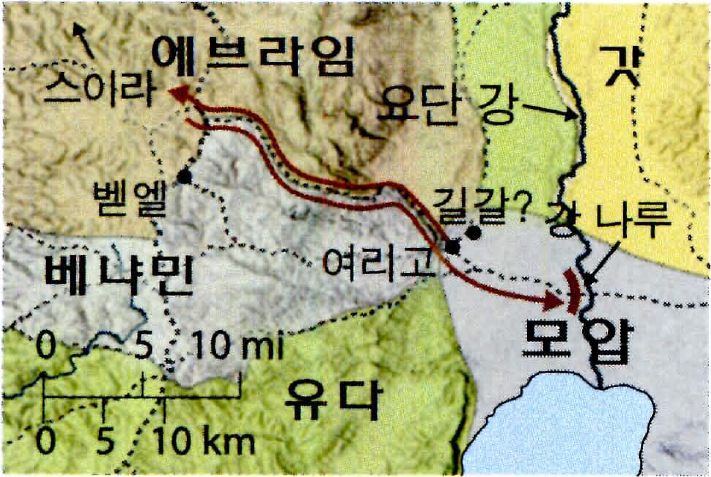 에브라임
갓
스이라
요단 강
벧엘
길갈?
강 나루
여리고
베냐민
모압
0 5 10 mi
유다
0 5 10 km